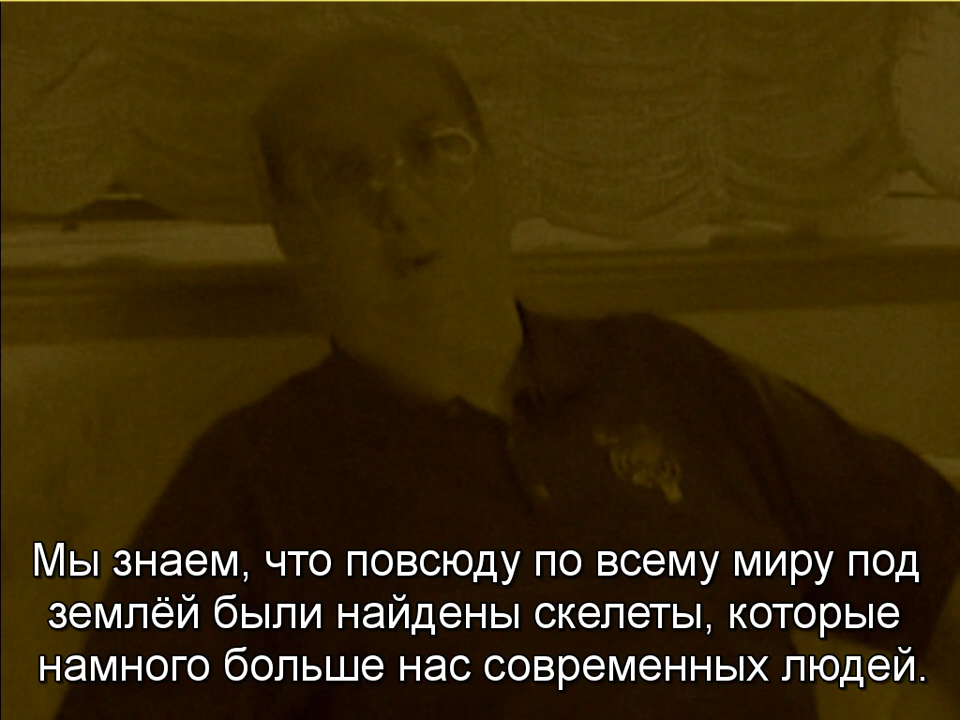 Мы знаем, что повсюду по всему миру под
землёй были найдены скелеты, которые
намного больше нас современных людей.